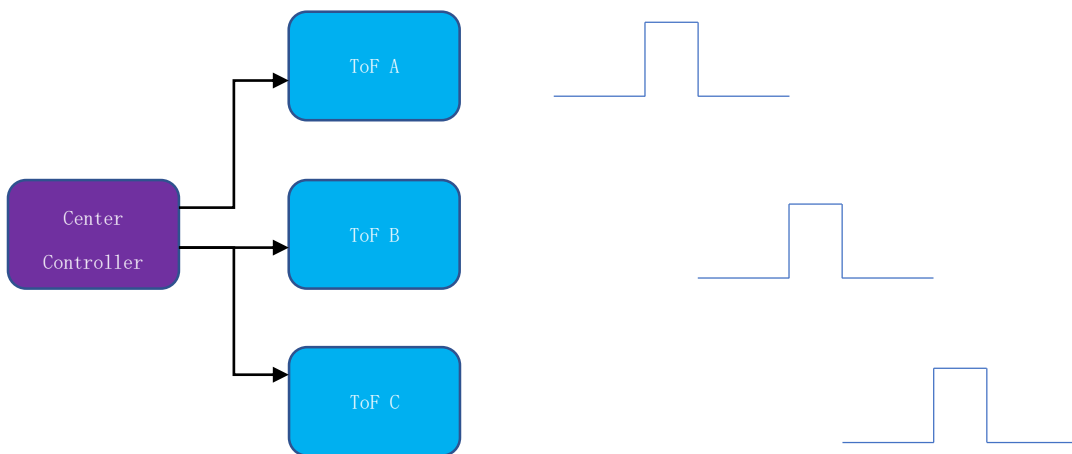 ToF A
Center
Controller
ToF B
ToF C